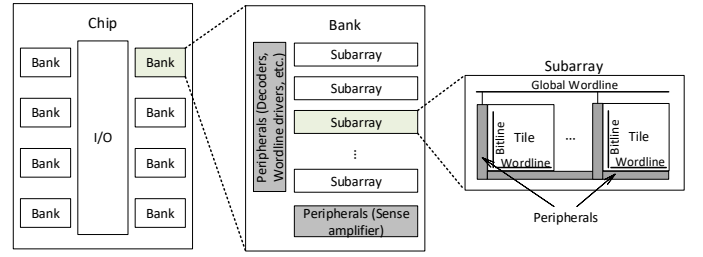 Chip
Bank
Bank
Bank
Bank
I/O
Bank
Bank
Bank
Bank
Bank
Peripherals (Decoders,
Wordline drivers, etc.)
Subarray
Subarray
Subarray
...
Subarray
Peripherals (Sense
amplifier)
Subarray
Global Wordline
Bitline
Tile
Wordline
...
Bitline
Tile
Wordline
Peripherals